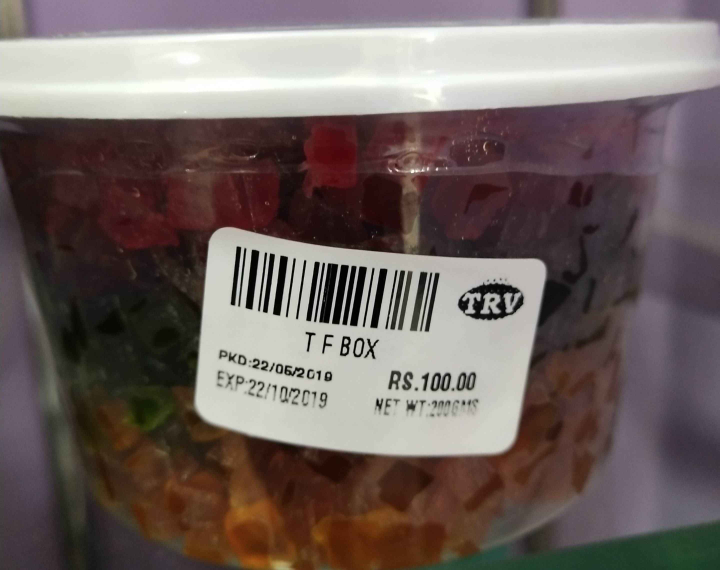 TRV
T F BOX
PKD:22/06/2019
EXP:22/10/2019
RS.100.00
NET WT:200GMS